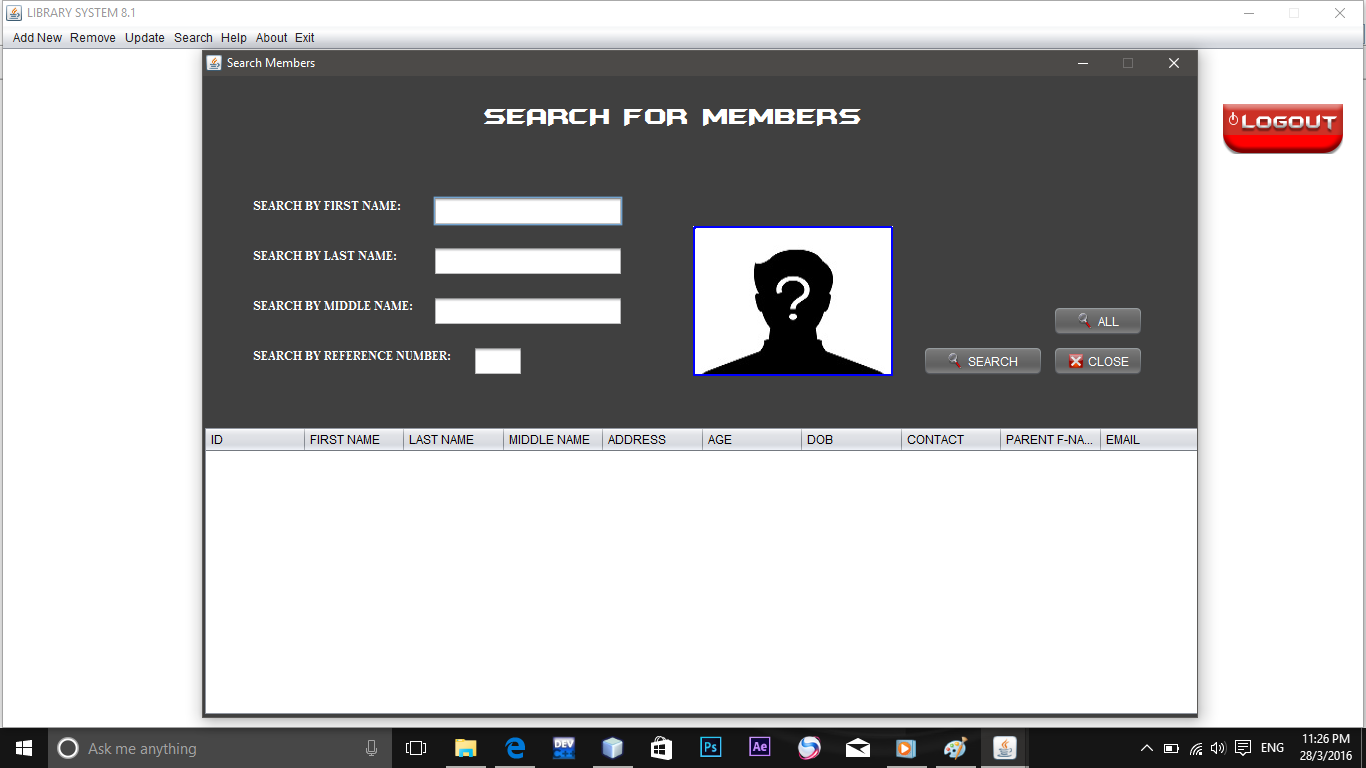 LIBRARY SYSTEM 8.1
Add New Remove Update Search Help About Exit
Search Members
SEARCH FOR MEMBERS
LOGOUT
SEARCH BY FIRST NAME:
SEARCH BY LAST NAME:
?
SEARCH BY MIDDLE NAME:
ALL
SEARCH BY REFERENCE NUMBER:
SEARCH CLOSE
ID FIRST NAME LAST NAME MIDDLE NAME ADDRESS AGE DOB CONTACT PARENT F-NA... EMAIL
Ask me anything
DEV
Ps
Ae
ENG
11:26 PM
28/3/2016